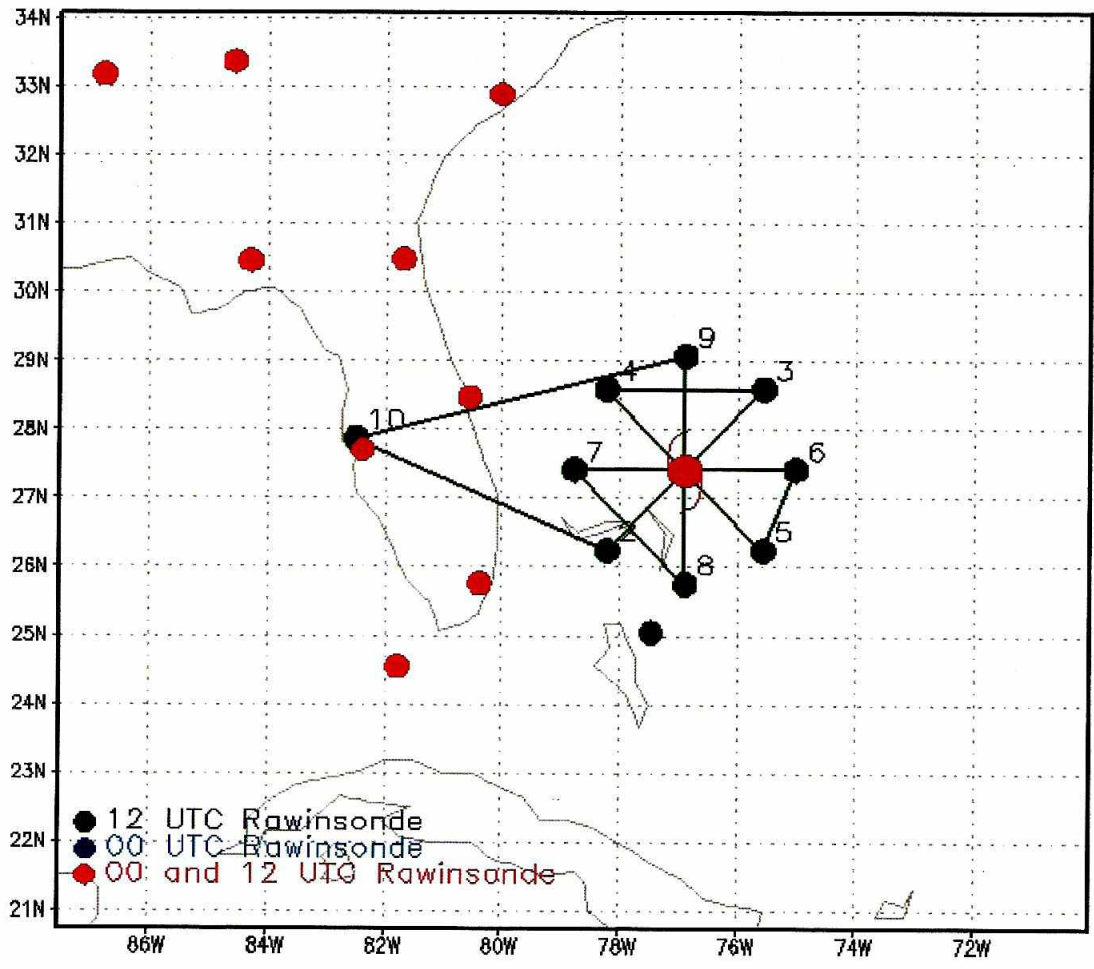 34N
33N
32N
31N
30N
29N
28N
27N
26N
25N
24N
23N
22N
21N
9
4
3
10
7
6
2
5
8
12 UTC Rawinsonde
00 UTC Rawinsonde
00 and 12 UTC Rawinsonde
86W 84W 82W 80W 78W 76W 74W 72W